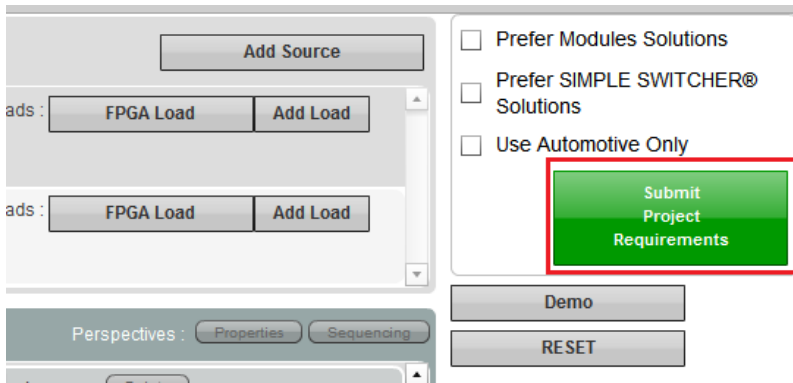 Add Source
ads :
FPGA Load
Add Load
ads :
FPGA Load
Add Load
Prefer Modules Solutions
Prefer SIMPLE SWITCHER®
Solutions
Use Automotive Only
Submit
Project
Requirements
Demo
RESET
Perspectives :
Properties
Sequencing